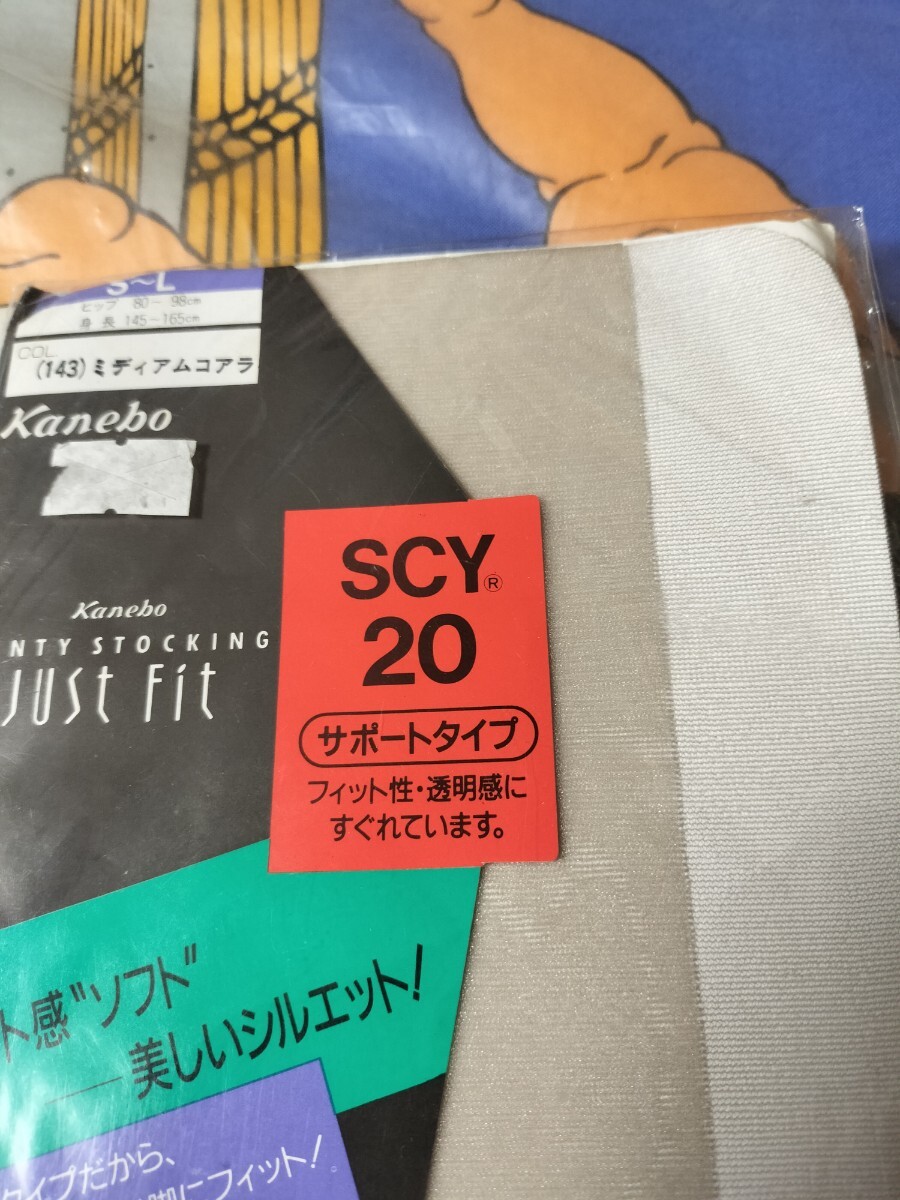 S~L
ヒップ 80~98cm
身長 145~165cm
COL.
(143)ミディアムコアラ
Kanebo
Kanebo
NTY STOCKING
JUST Fit
SCY®
20
サポートタイプ
フィット性・透明感に
すぐれています。
ト感"ソフト"
──美しいシルエット!
タイプだから、
脚にフィット!